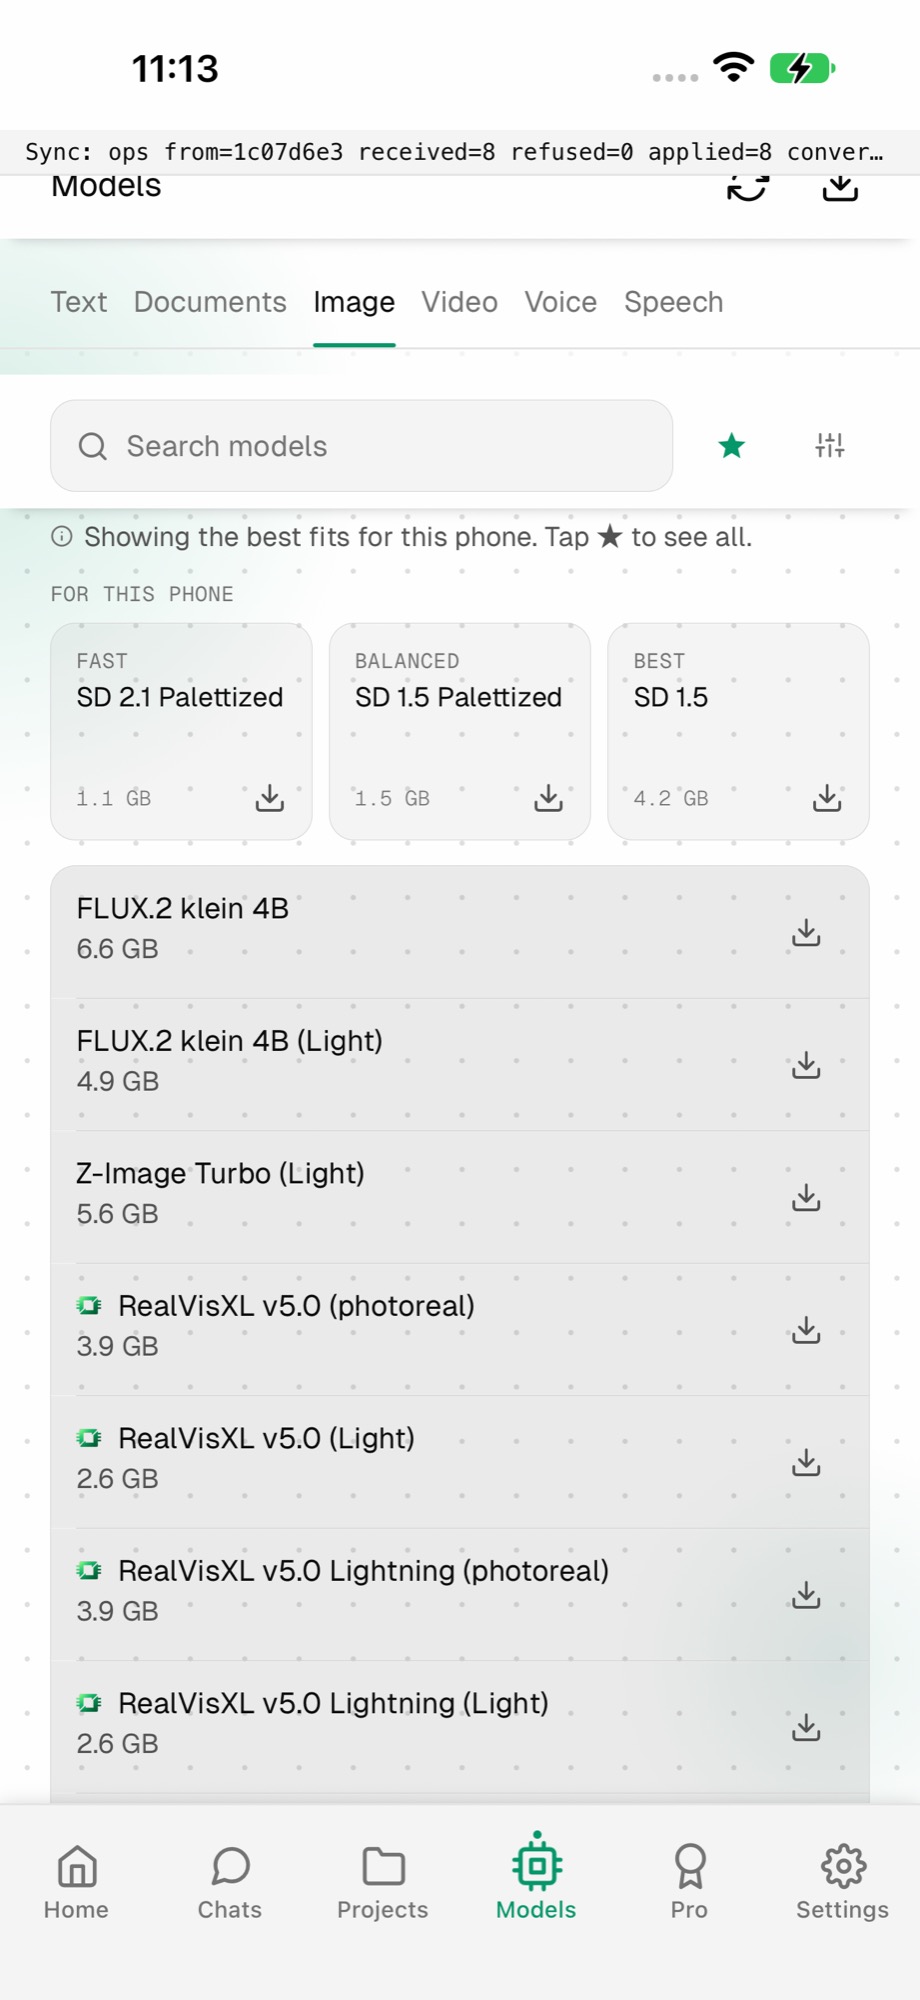 11:13
Sync: ops from=1c07d6e3 received=8 refused=0 applied=8 conver…
Models
Text Documents Image Video Voice Speech
Search models
Showing the best fits for this phone. Tap ★ to see all.
FOR THIS PHONE
FAST
SD 2.1 Palettized
1.1 GB
BALANCED
SD 1.5 Palettized
1.5 GB
BEST
SD 1.5
4.2 GB
FLUX.2 klein 4B
6.6 GB
FLUX.2 klein 4B (Light)
4.9 GB
Z-Image Turbo (Light)
5.6 GB
RealVisXL v5.0 (photoreal)
3.9 GB
RealVisXL v5.0 (Light)
2.6 GB
RealVisXL v5.0 Lightning (photoreal)
3.9 GB
RealVisXL v5.0 Lightning (Light)
2.6 GB
Home Chats Projects Models Pro Settings